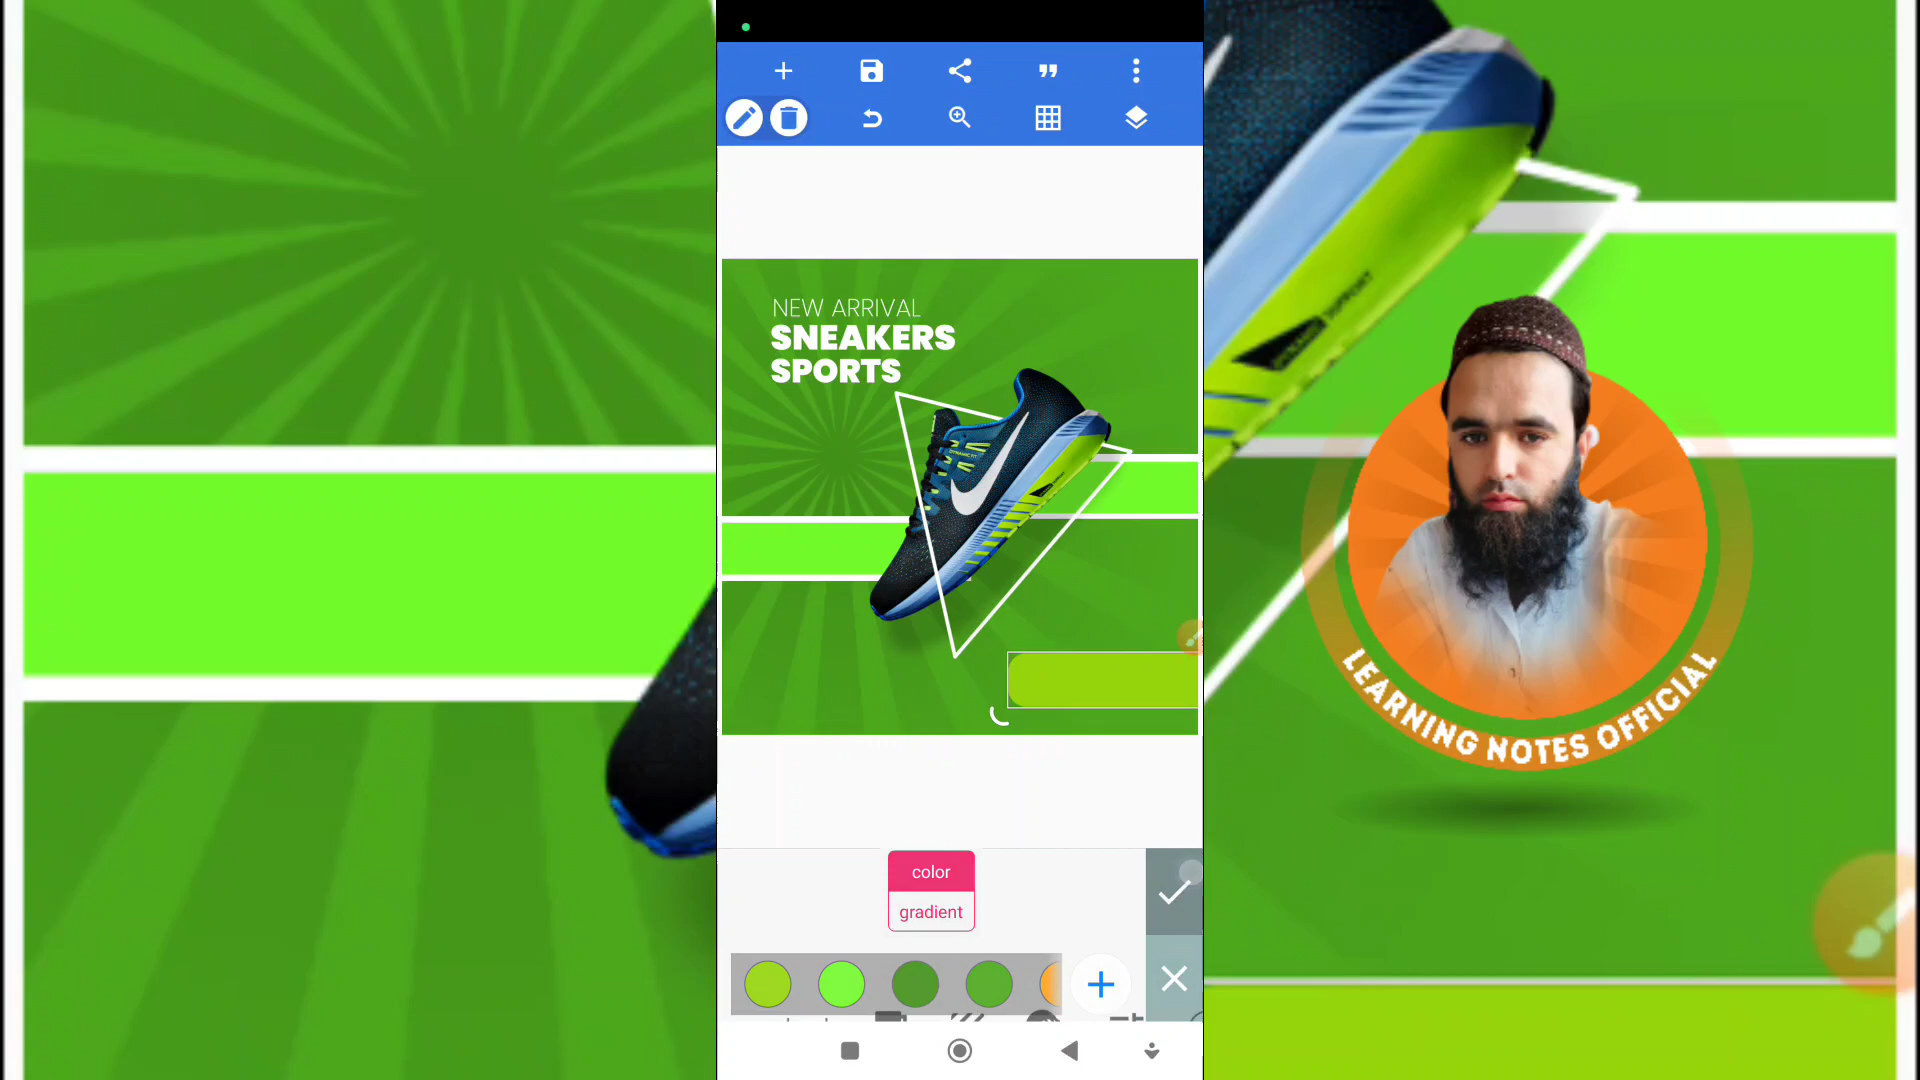 NEW ARRIVAL
SNEAKERS
SPORTS
color
gradient
LEARNING NOTES OFFICIAL